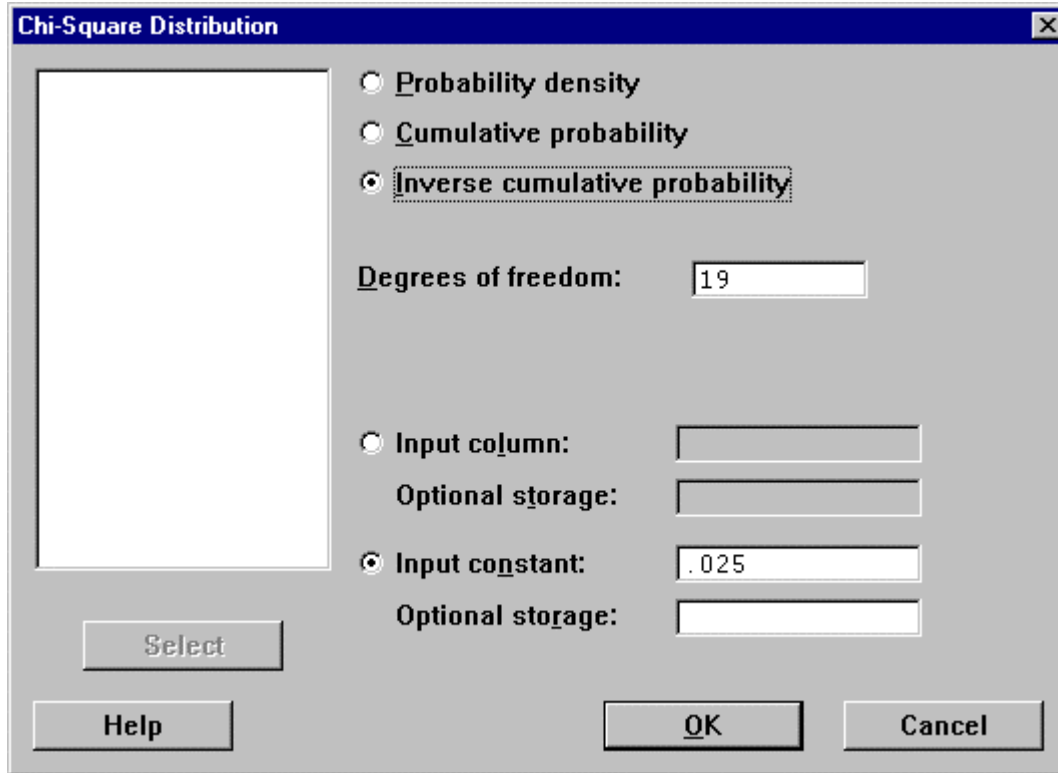 Chi-Square Distribution
Probability density
Cumulative probability
Inverse cumulative probability
Degrees of freedom: 19
Input column:
Optional storage:
Input constant: .025
Optional storage:
Select
Help OK Cancel